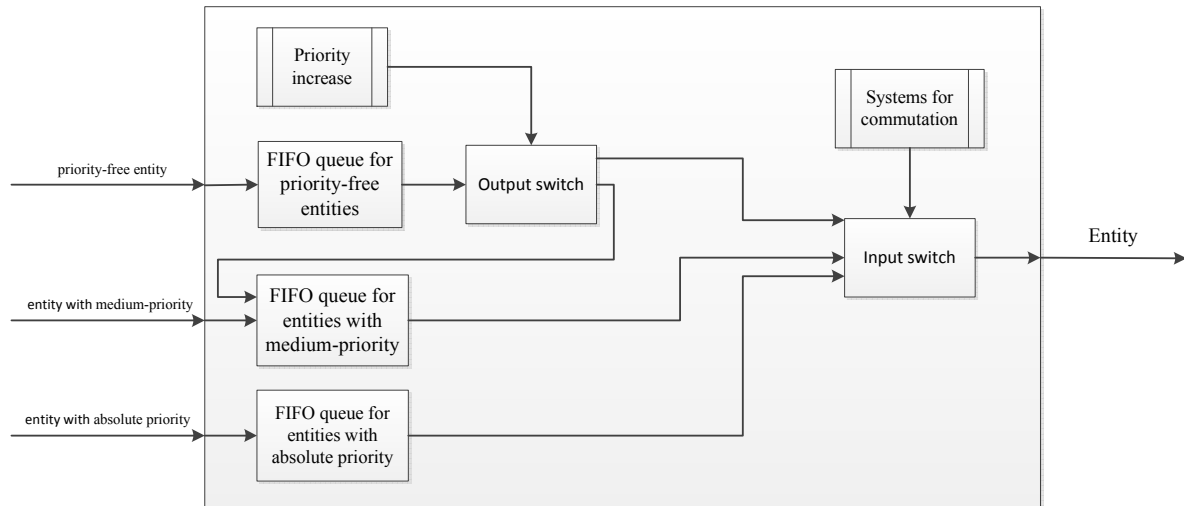 Priority
increase
Systems for
commutation
priority-free entity
FIFO queue for
priority-free
entities
Output switch
Entity
Input switch
entity with medium-priority
FIFO queue for
entities with
medium-priority
entity with absolute priority
FIFO queue for
entities with
absolute priority